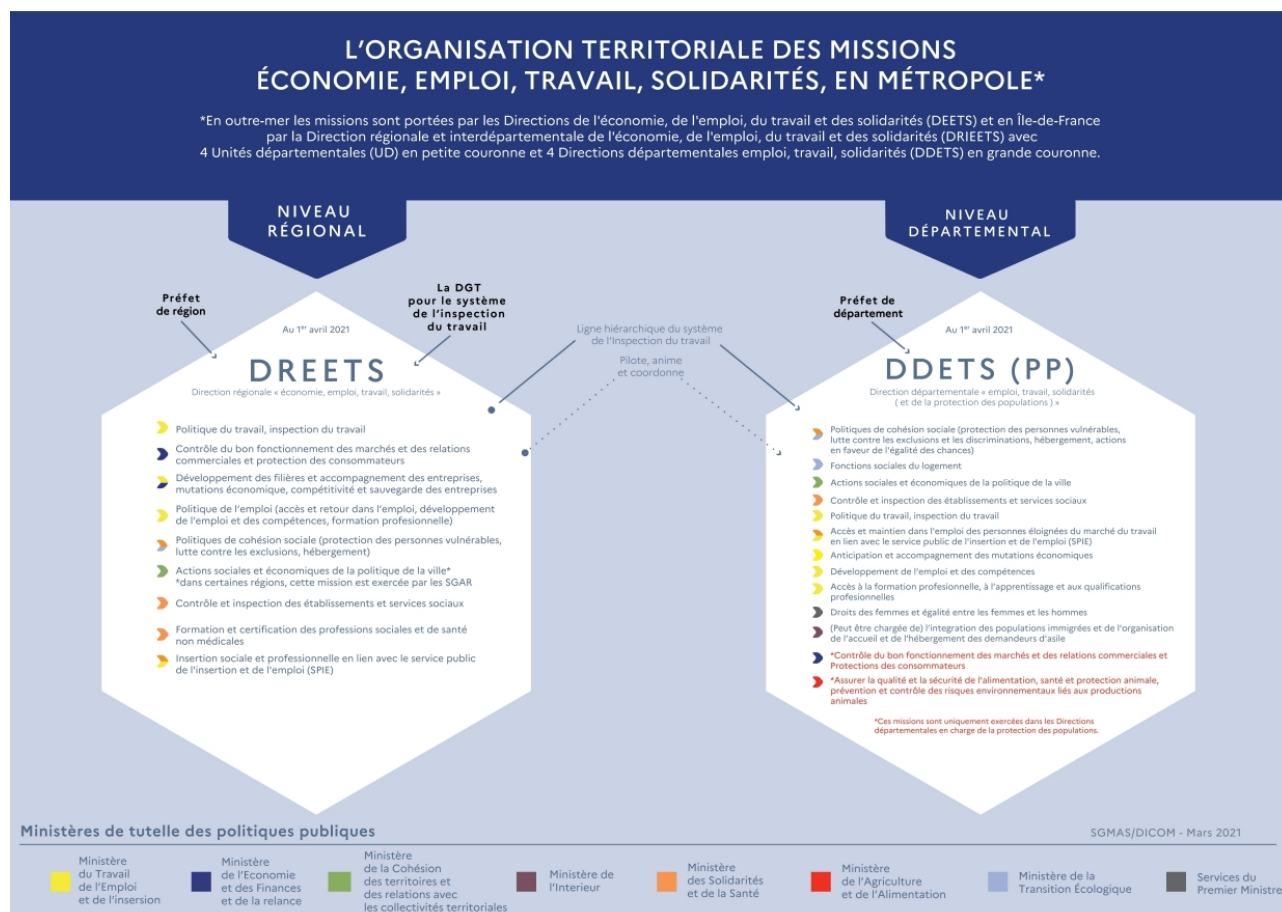 L'ORGANISATION TERRITORIALE DES MISSIONS
ÉCONOMIE, EMPLOI, TRAVAIL, SOLIDARITÉS, EN MÉTROPOLE*
*En outre-mer les missions sont portées par les Directions de l'économie, de l'emploi, du travail et des solidarités (DEETS) et en Île-de-France
par la Direction régionale et interdépartementale de l'économie, de l'emploi, du travail et des solidarités (DRIEETS) avec
4 Unités départementales (UD) en petite couronne et 4 Directions départementales emploi, travail, solidarités (DDETS) en grande couronne.
NIVEAU
RÉGIONAL
Préfet
de région
La DGT
pour le système
de l'inspection
du travail
Au 1er avril 2021
DREETS
Direction régionale « économie, emploi, travail, solidarités »
Politique du travail, inspection du travail
Contrôle du bon fonctionnement des marchés et des relations
commerciales et protection des consommateurs
Développement des filières et accompagnement des entreprises,
mutations économique, compétitivité et sauvegarde des entreprises
Politique de l'emploi (accès et retour dans l'emploi, développement
de l'emploi et des compétences, formation profesionnelle)
Politiques de cohésion sociale (protection des personnes vulnérables,
lutte contre les exclusions, hébergement)
Actions sociales et économiques de la politique de la ville*
*dans certaines régions, cette mission est exercée par les SGAR
Contrôle et inspection des établissements et services sociaux
Formation et certification des professions sociales et de santé
non médicales
Insertion sociale et professionnelle en lien avec le service public
de l'insertion et de l'emploi (SPIE)
Ligne hiérarchique du système
de l'Inspection du travail
Pilote, anime
et coordonne
NIVEAU
DÉPARTEMENTAL
Préfet de
département
Au 1er avril 2021
DDETS (PP)
Direction départementale « emploi, travail, solidarités
( et de la protection des populations ) »
Politiques de cohésion sociale (protection des personnes vulnérables,
lutte contre les exclusions et les discriminations, hébergement, actions
en faveur de l'égalité des chances)
Fonctions sociales du logement
Actions sociales et économiques de la politique de la ville
Contrôle et inspection des établissements et services sociaux
Politique du travail, inspection du travail
Accès et maintien dans l'emploi des personnes éloignées du marché du travail
en lien avec le service public de l'insertion et de l'emploi (SPIE)
Anticipation et accompagnement des mutations économiques
Développement de l'emploi et des compétences
Accès à la formation profesionnelle, à l'apprentissage et aux qualifications
profesionnelles
Droits des femmes et égalité entre les femmes et les hommes
(Peut être chargée de) l'integration des populations immigrées et de l'organisation
de l'accueil et de l'hébergement des demandeurs d'asile
*Contrôle du bon fonctionnement des marchés et des relations commerciales et
Protections des consommateurs
*Assurer la qualité et la sécurité de l'alimentation, santé et protection animale,
prévention et contrôle des risques environnementaux liés aux productions
animales
*Ces missions sont uniquement exercées dans les Directions
départementales en charge de la protection des populations.
Ministères de tutelle des politiques publiques
SGMAS/DICOM - Mars 2021
Ministère
du Travail
de l'Emploi
et de l'insersion
Ministère
de l'Economie
et des Finances
et de la relance
Ministère
de la Cohésion
des territoires et
des relations avec
les collectivités territoriales
Ministère de
l'Interieur
Ministère
des Solidarités
et de la Santé
Ministère
de l'Agriculture
et de l'Alimentation
Ministère de la
Transition Écologique
Services du
Premier Ministre